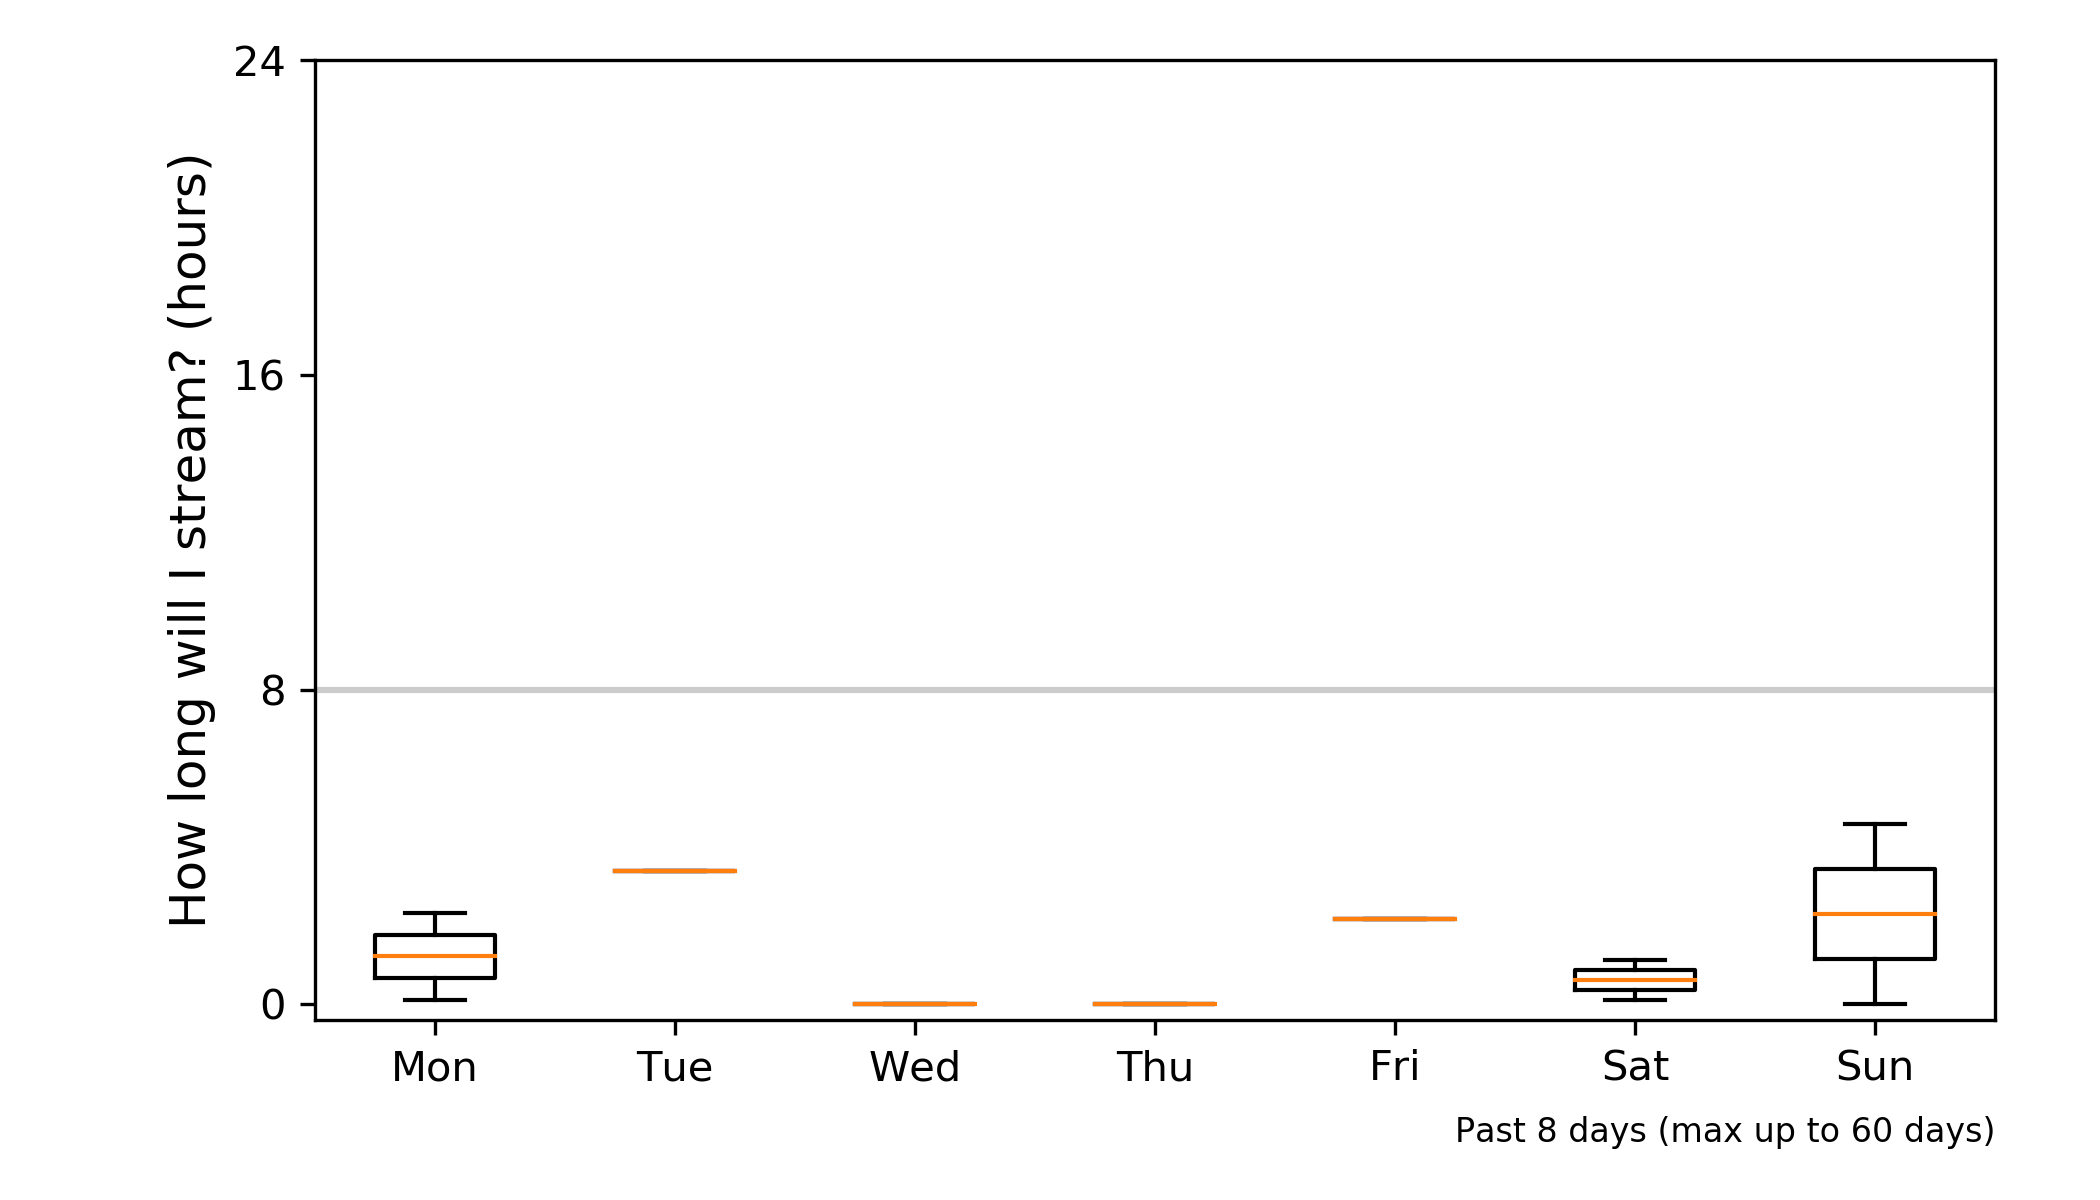 How long will I stream? (hours)
24
16
8
0
Mon Tue Wed Thu Fri Sat Sun
Past 8 days (max up to 60 days)